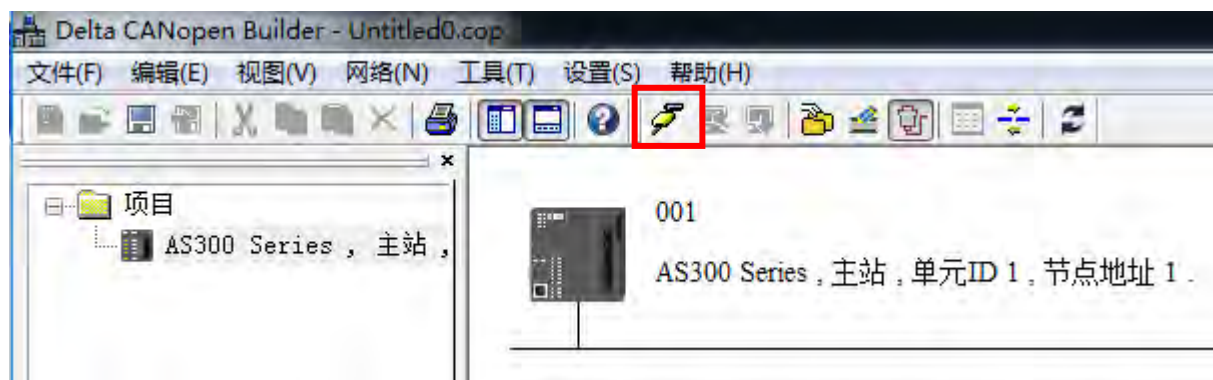 Delta CANopen Builder - Untitled0.cop
文件(F) 编辑(E) 视图(V) 网络(N) 工具(T) 设置(S) 帮助(H)
项目
AS300 Series , 主站 ,
001
AS300 Series , 主站 , 单元ID 1 , 节点地址 1 .